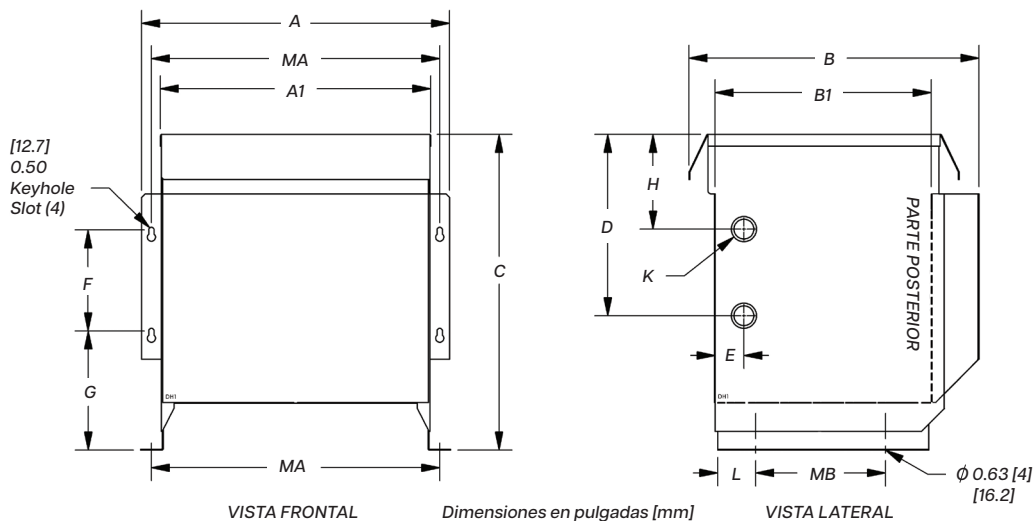 A
MA
A1
[12.7]
0.50
Keyhole
Slot (4)
F
G
C
DH1
MA
VISTA FRONTAL
Dimensiones en pulgadas [mm]
B
B1
H
D
K
E
PARTE POSTERIOR
DH1
L
MB
Ø 0.63 [4]
[16.2]
VISTA LATERAL